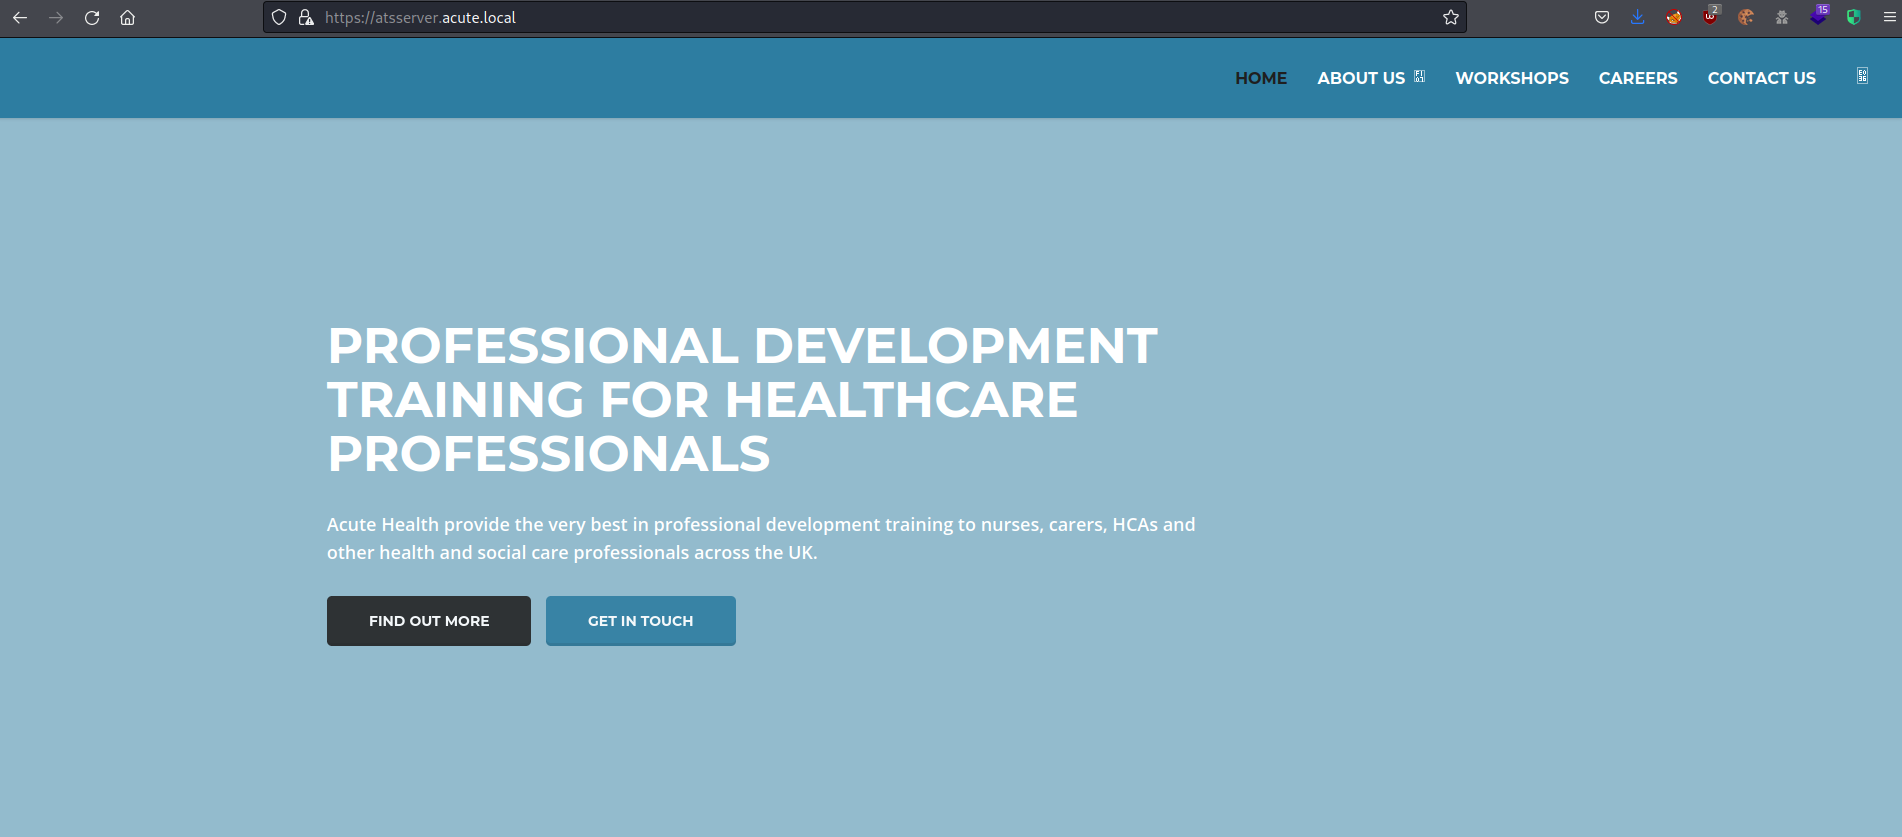 https://atsserver.acute.local
2
15
HOME
ABOUT US
WORKSHOPS
CAREERS
CONTACT US
PROFESSIONAL DEVELOPMENT
TRAINING FOR HEALTHCARE
PROFESSIONALS
Acute Health provide the very best in professional development training to nurses, carers, HCAs and
other health and social care professionals across the UK.
FIND OUT MORE
GET IN TOUCH